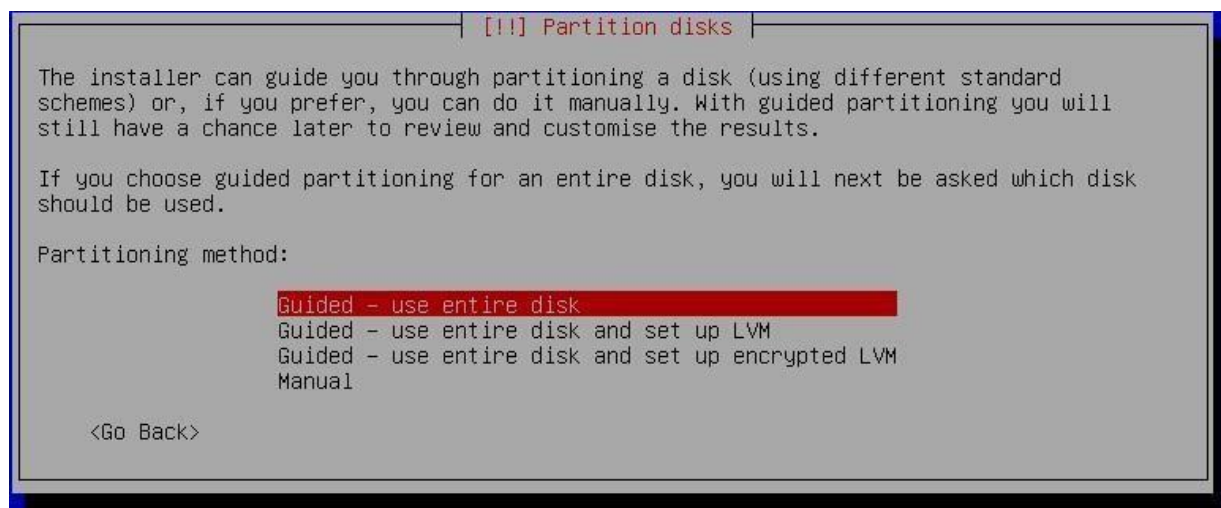 [!!] Partition disks
The installer can guide you through partitioning a disk (using different standard
schemes) or, if you prefer, you can do it manually. With guided partitioning you will
still have a chance later to review and customise the results.
If you choose guided partitioning for an entire disk, you will next be asked which disk
should be used.
Partitioning method:
Guided - use entire disk
Guided - use entire disk and set up LVM
Guided - use entire disk and set up encrypted LVM
Manual
<Go Back>